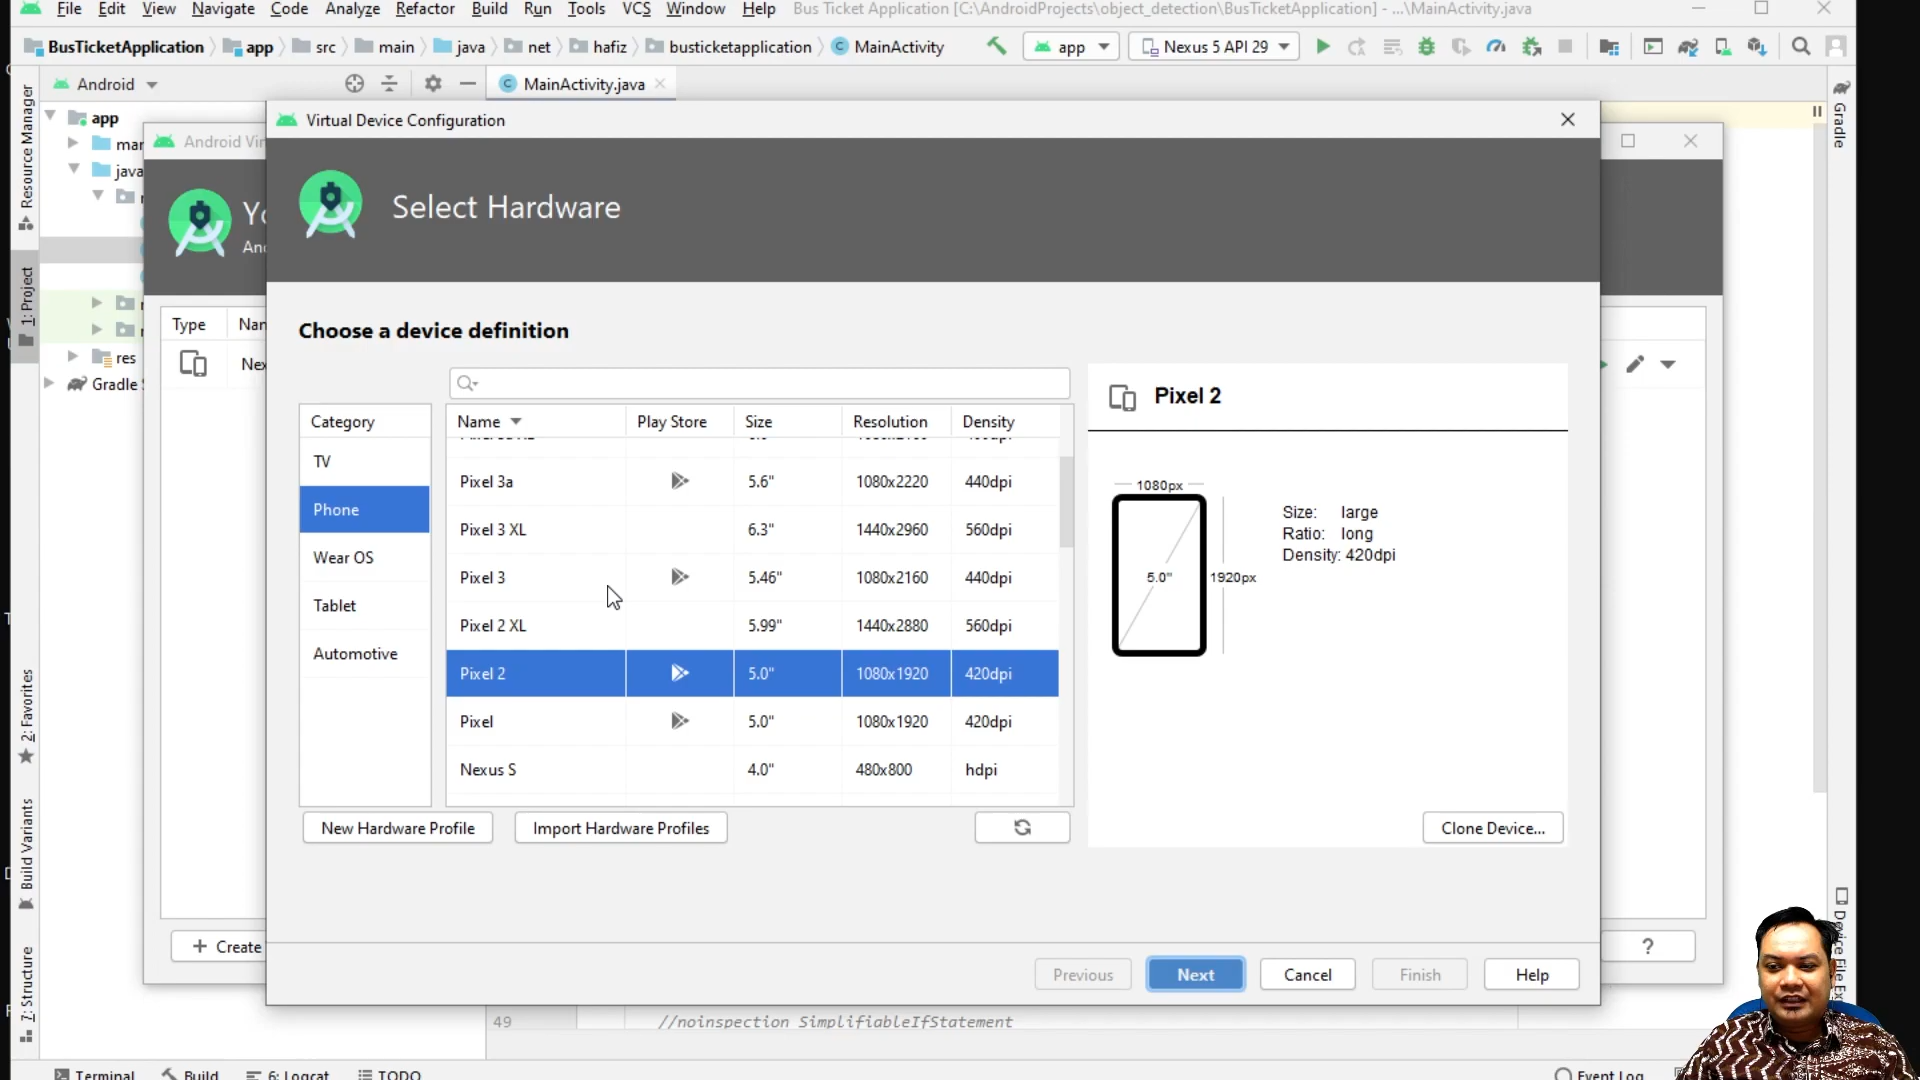 File Edit View Navigate Code Analyze Refactor Build Run Tools VCS Window Help Bus Ticket Application [C:\AndroidProjects\object_detection\BusTicketApplication] - ...\MainActivity.java
BusTicketApplication app src main java net hafiz busticketapplication MainActivity app Nexus 5 API 29
Android MainActivity.java
Resource Manager
1: Project
2: Favorites
Build Variants
7: Structure
Gradle
app
java
res
Gradle
Virtual Device Configuration
Select Hardware
Type
Choose a device definition
Category
TV
Phone
Wear OS
Tablet
Automotive
Name Play Store Size Resolution Density
Pixel 3a 5.6" 1080x2220 440dpi
Pixel 3 XL 6.3" 1440x2960 560dpi
Pixel 3 5.46" 1080x2160 440dpi
Pixel 2 XL 5.99" 1440x2880 560dpi
Pixel 2 5.0" 1080x1920 420dpi
Pixel 5.0" 1080x1920 420dpi
Nexus S 4.0" 480x800 hdpi
Pixel 2
1080px
5.0"
1920px
Size: large
Ratio: long
Density: 420dpi
New Hardware Profile Import Hardware Profiles Clone Device...
+ Create
?
Previous Next Cancel Finish Help
49 //noinspection SimplifiableIfStatement
Terminal Build 6: Logcat TODO Event Log